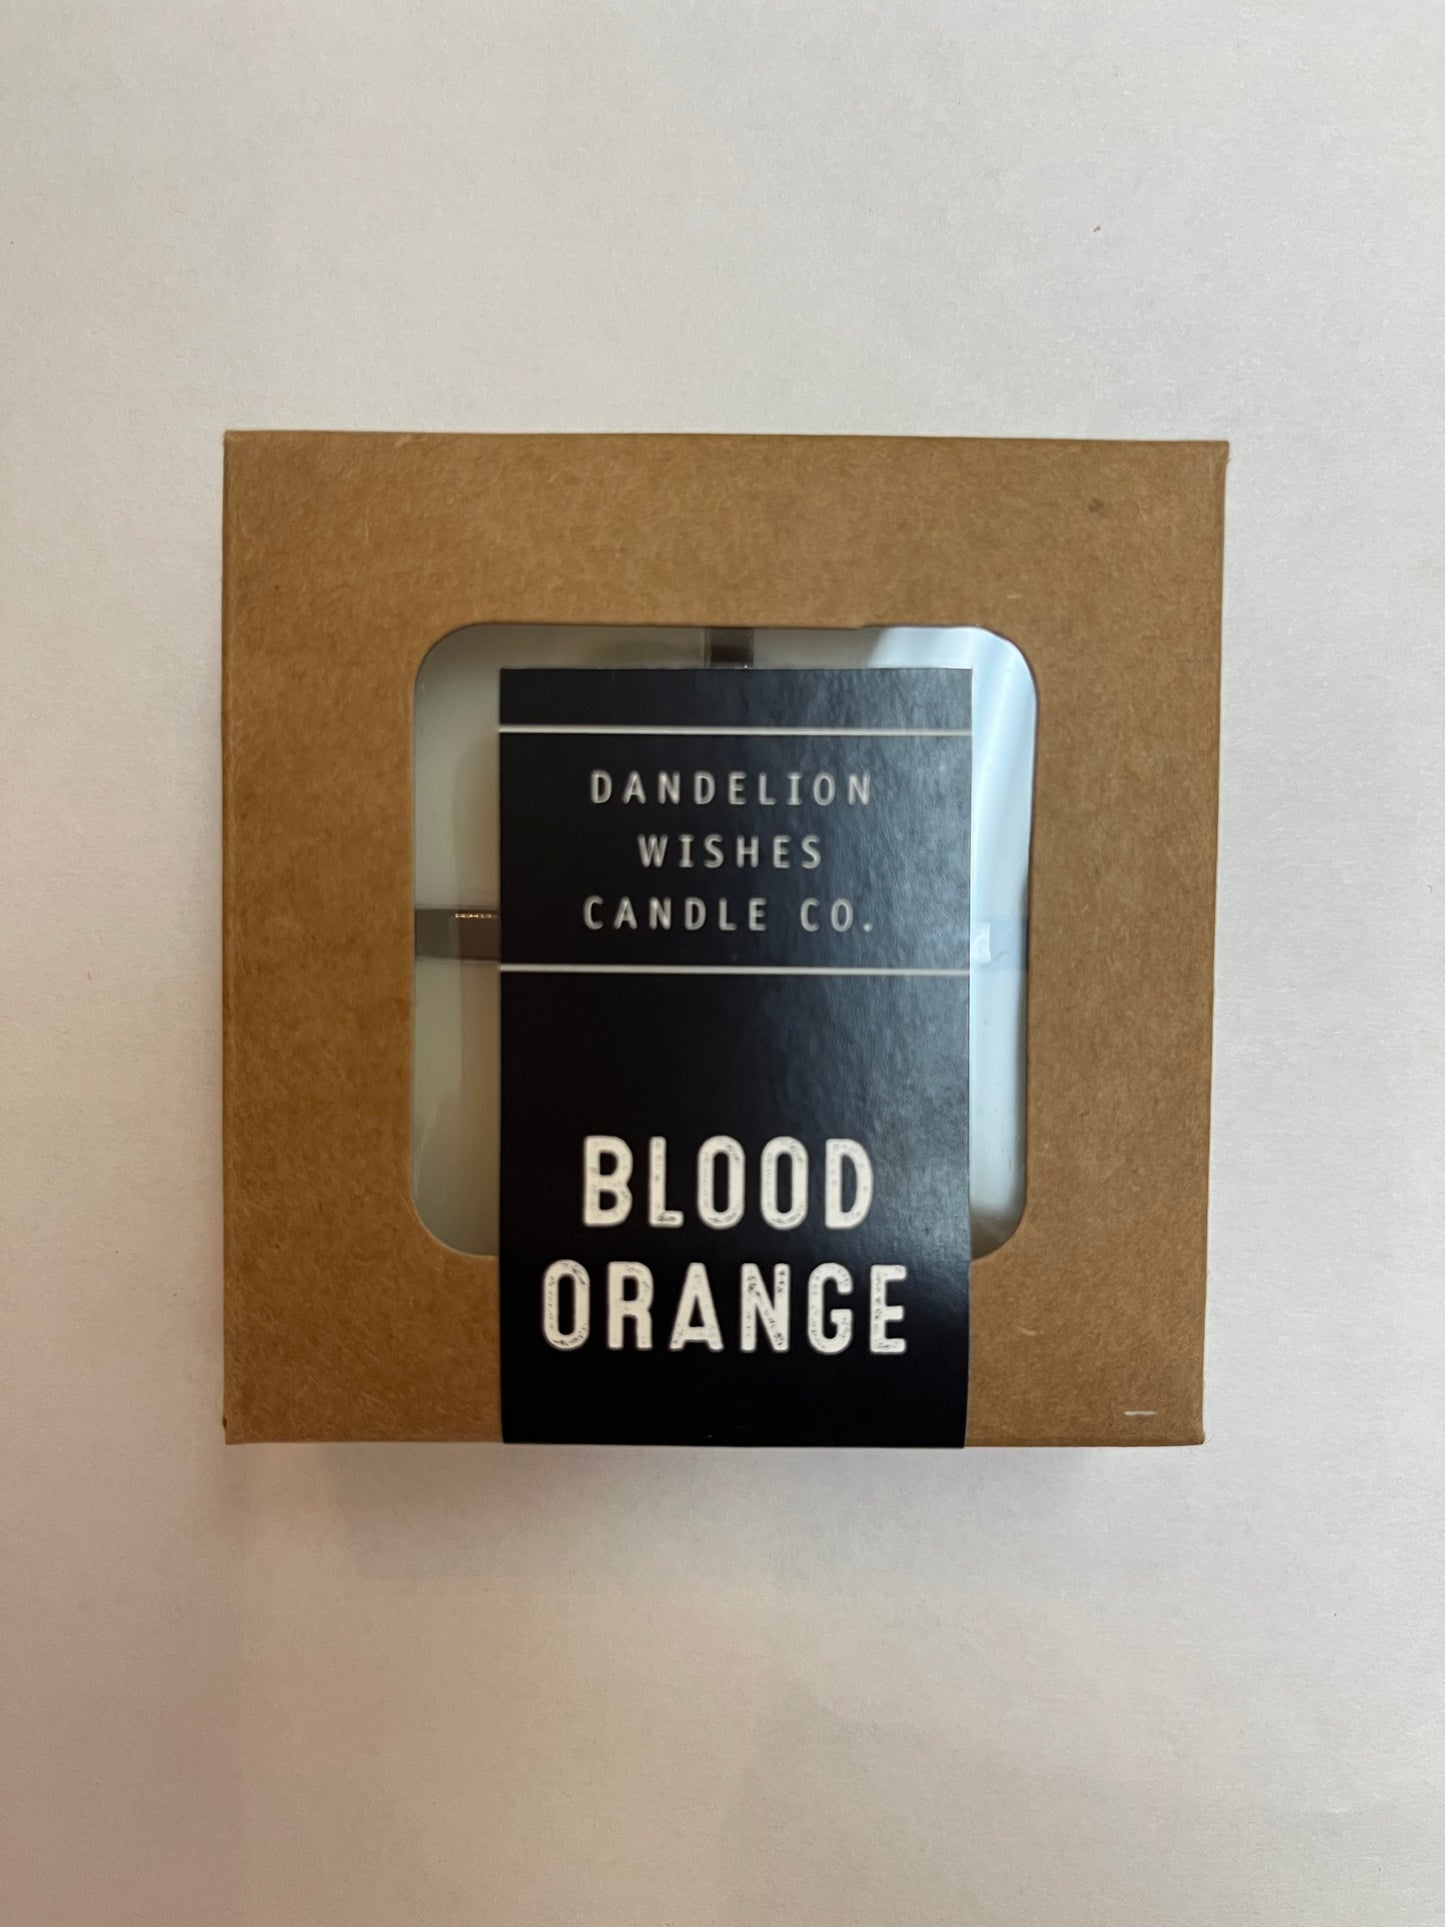 DANDELION
WISHES
CANDLE CO.
BLOOD
ORANGE